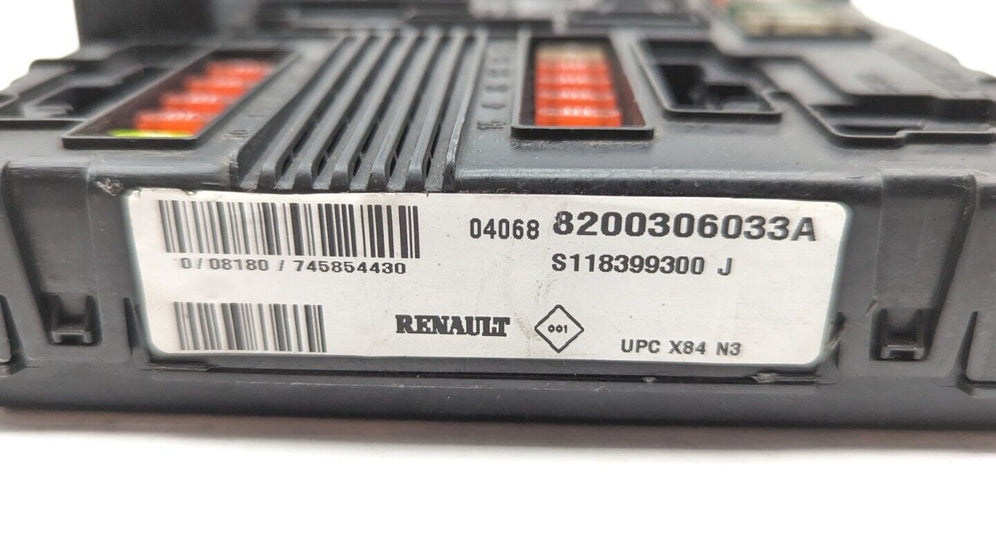 04068 8200306033A
0/08180/745854430
S118399300 J
RENAULT 001
UPC X84 N3